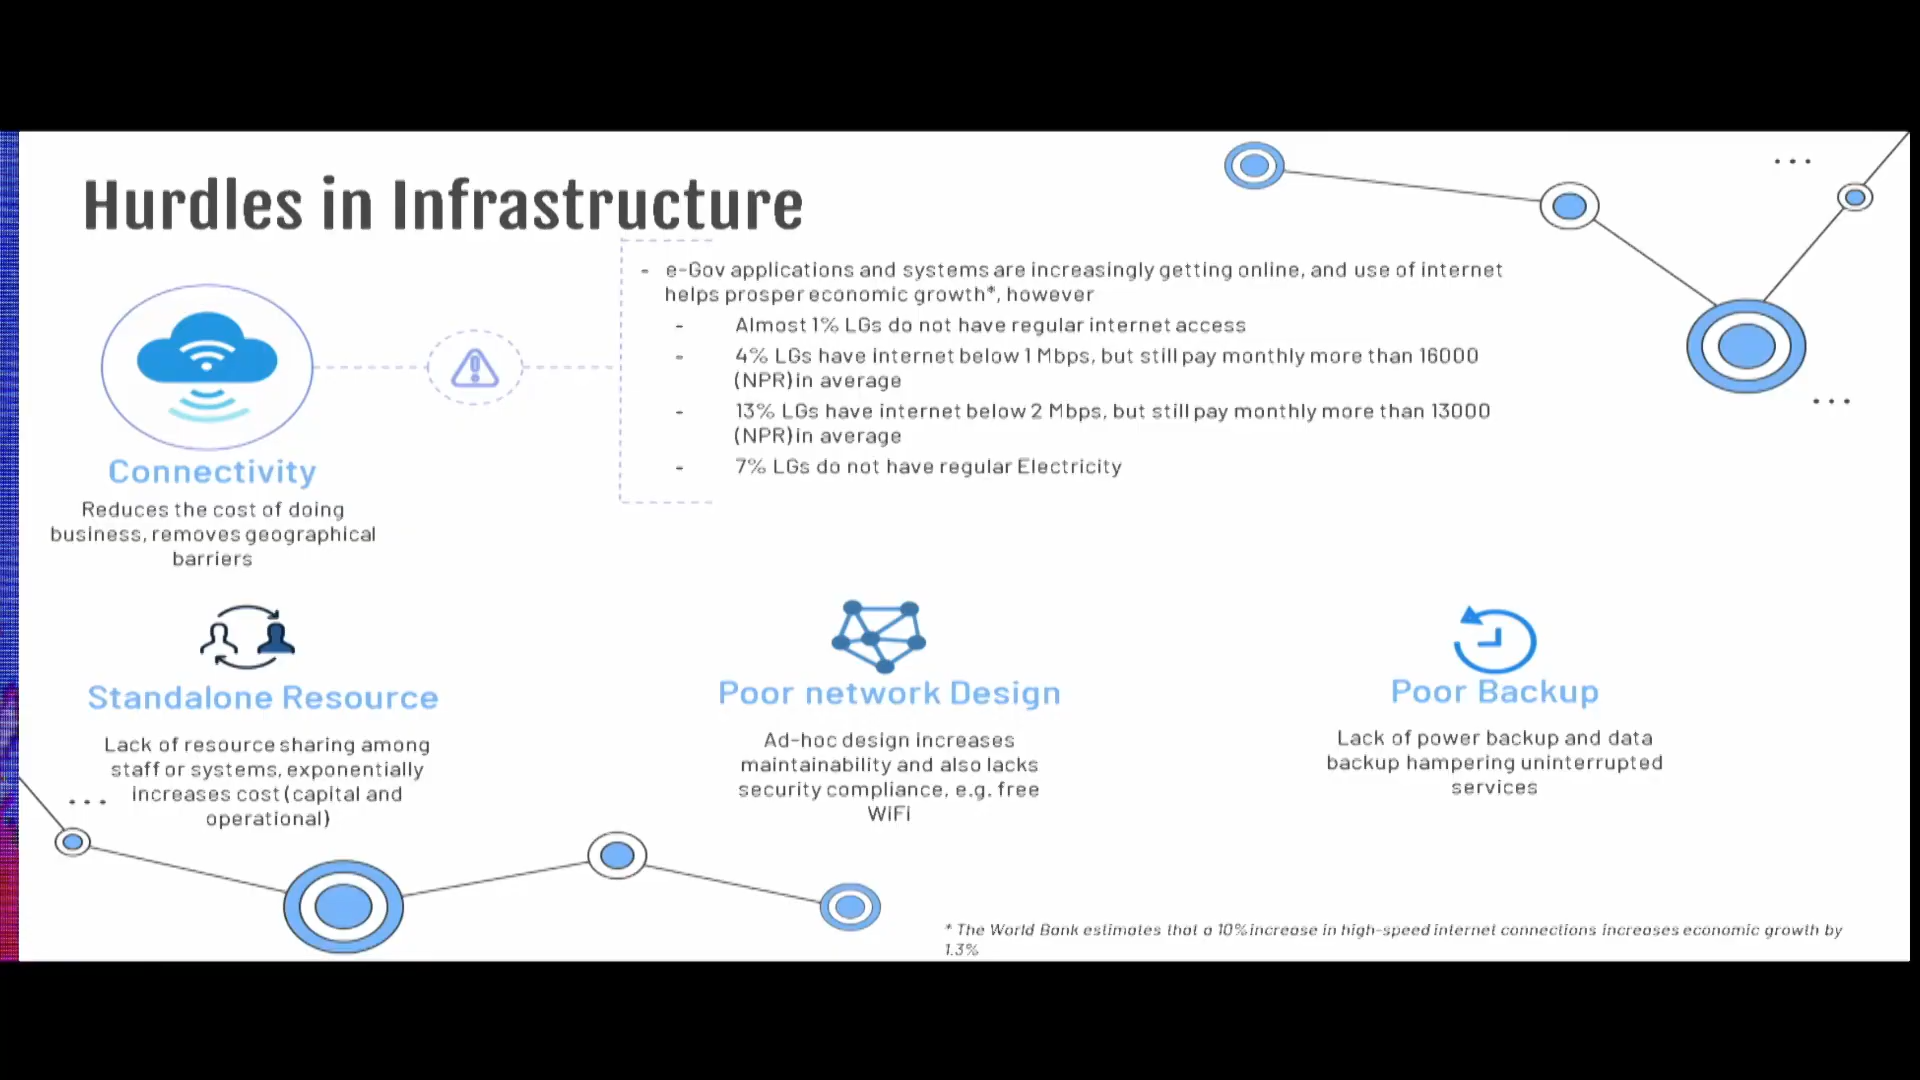 Hurdles in Infrastructure
- e-Gov applications and systems are increasingly getting online, and use of internet
helps prosper economic growth*, however
- Almost 1% LGs do not have regular internet access
- 4% LGs have internet below 1 Mbps, but still pay monthly more than 16000
(NPR)in average
- 13% LGs have internet below 2 Mbps, but still pay monthly more than 13000
(NPR)in average
- 7% LGs do not have regular Electricity
Connectivity
Reduces the cost of doing
business, removes geographical
barriers
Standalone Resource
Lack of resource sharing among
staff or systems, exponentially
increases cost (capital and
operational)
Poor network Design
Ad-hoc design increases
maintainability and also lacks
security compliance, e.g. free
WiFi
Poor Backup
Lack of power backup and data
backup hampering uninterrupted
services
* The World Bank estimates that a 10% increase in high-speed internet connections increases economic growth by
1.3%